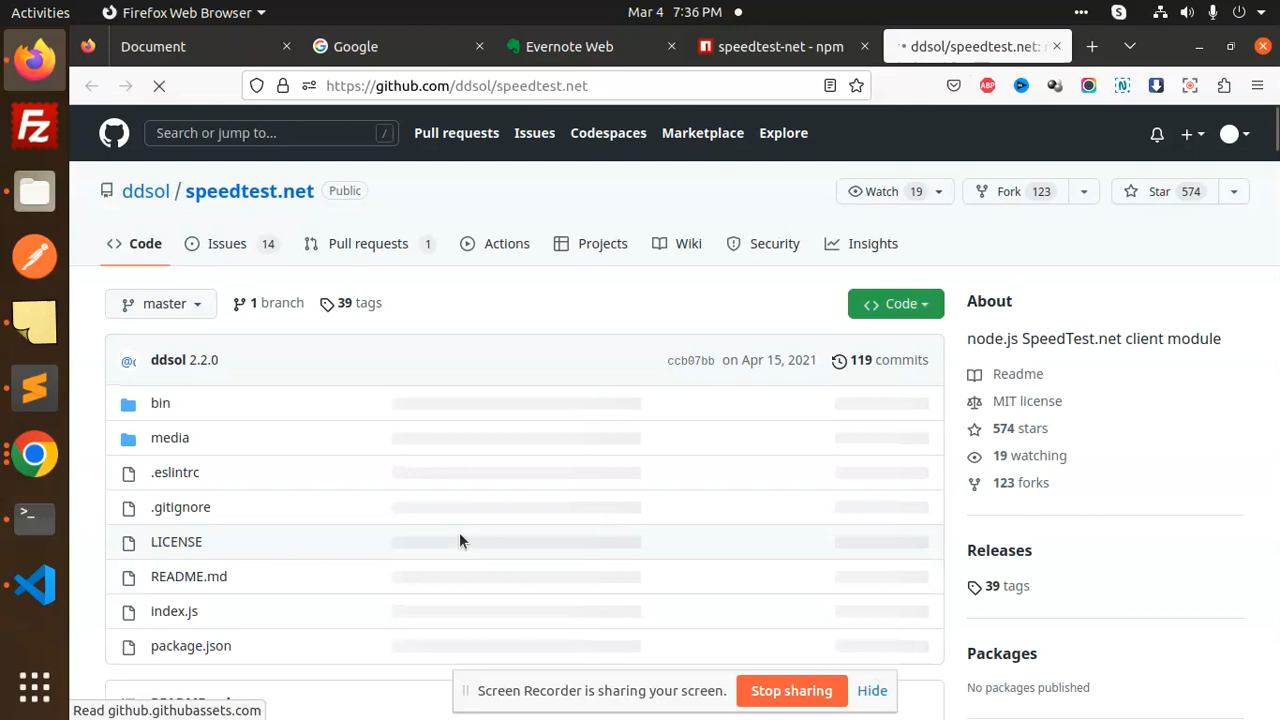 Activities Firefox Web Browser Mar 4 7:36 PM
Document Google Evernote Web speedtest-net - npm ddsol/speedtest.net:
https://github.com/ddsol/speedtest.net
Search or jump to... / Pull requests Issues Codespaces Marketplace Explore
ddsol / speedtest.net Public Watch 19 Fork 123 Star 574
Code Issues 14 Pull requests 1 Actions Projects Wiki Security Insights
master 1 branch 39 tags Code
ddsol 2.2.0 ccb07bb on Apr 15, 2021 119 commits
bin
media
.eslintrc
.gitignore
LICENSE
README.md
index.js
package.json
About
node.js SpeedTest.net client module
Readme
MIT license
574 stars
19 watching
123 forks
Releases
39 tags
Packages
No packages published
Screen Recorder is sharing your screen. Stop sharing Hide
Read github.githubassets.com